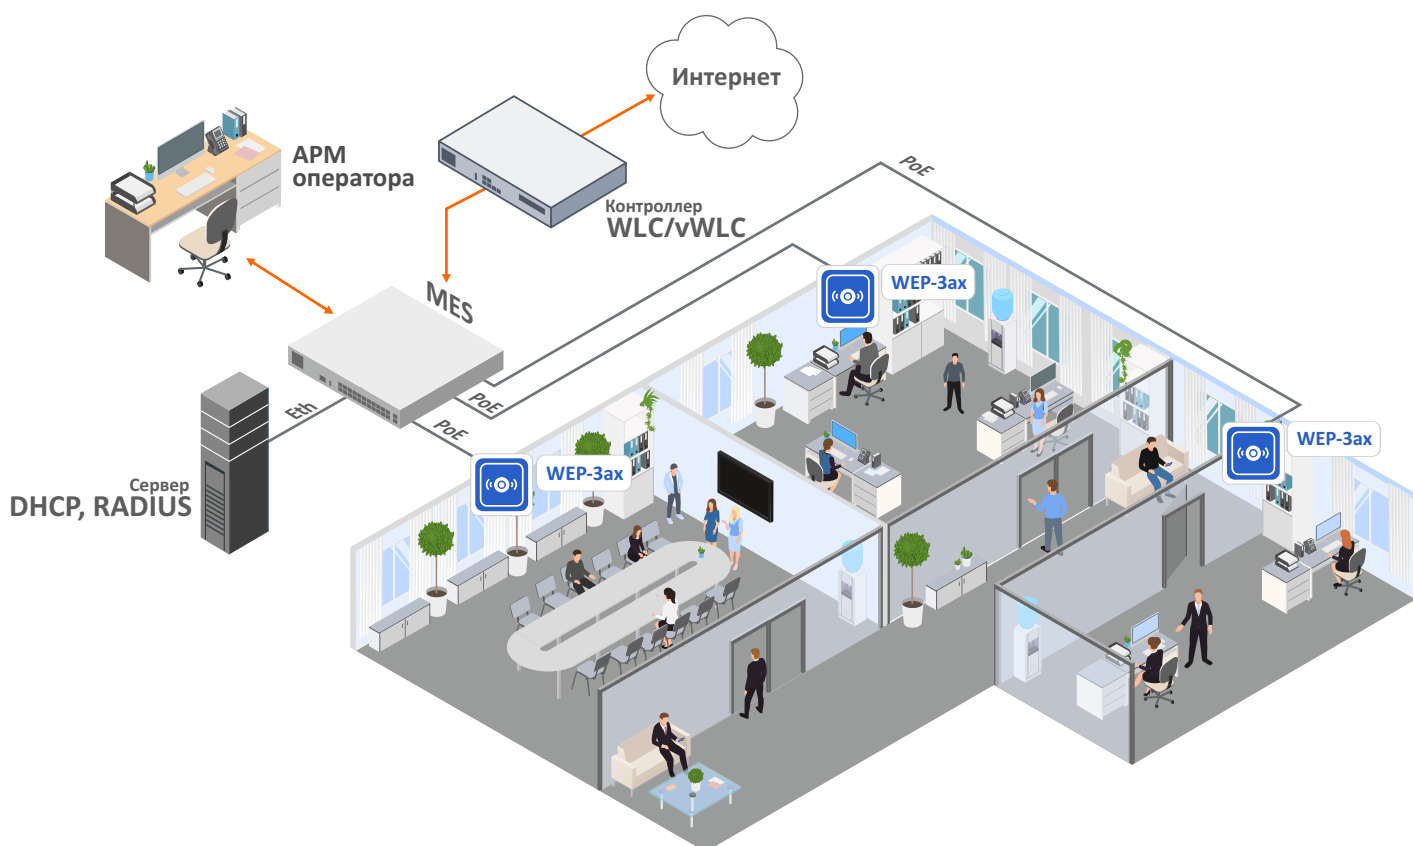 Интернет
АРМ
оператора
Контроллер
WLC/vWLC
PoE
MES
WEP-3ax
PoE
Eth
PoE
WEP-3ax
WEP-3ax
Сервер
DHCP, RADIUS